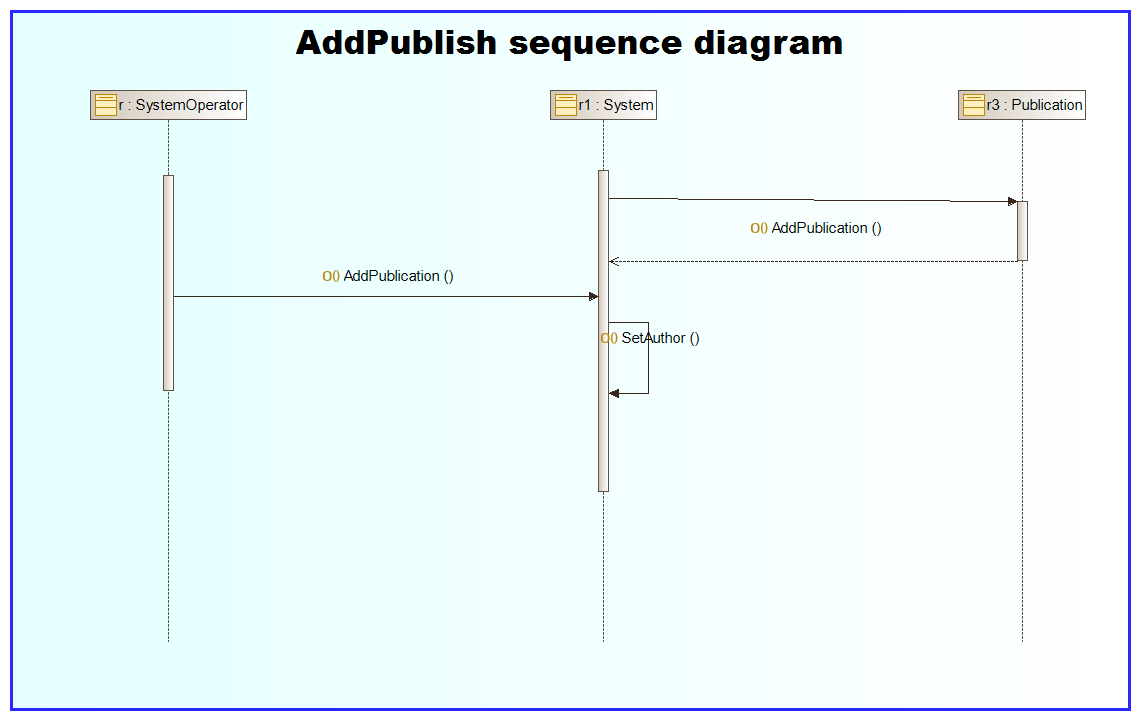 AddPublish sequence diagram
r : SystemOperator
r1 : System
r3 : Publication
O() AddPublication ()
O() AddPublication ()
O() SetAuthor ()